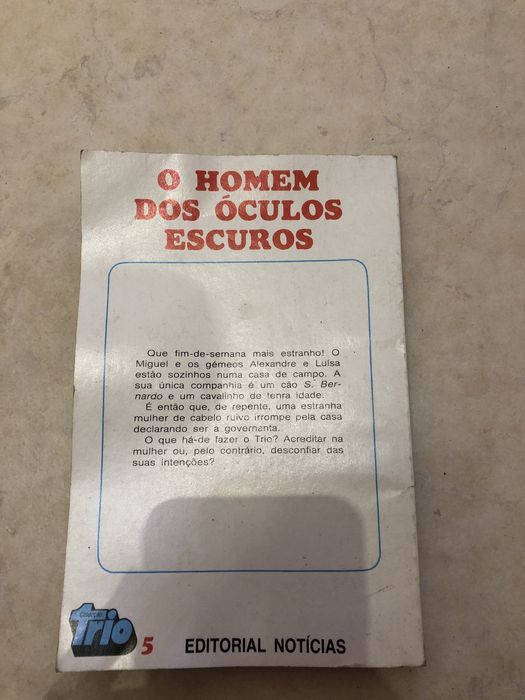 O HOMEM
DOS ÓCULOS
ESCUROS
Que fim-de-semana mais estranho! O
Miguel e os gémeos Alexandre e Luísa
estão sozinhos numa casa de campo. A
sua única companhia é um cão S. Ber-
nardo e um cavalinho de tenra idade.
É então que, de repente, uma estranha
mulher de cabelo ruivo irrompe pela casa
declarando ser a governanta.
O que há-de fazer o Trio? Acreditar na
mulher ou, pelo contrário, desconfiar das
suas intenções?
Colecção
Trio
5
EDITORIAL NOTÍCIAS